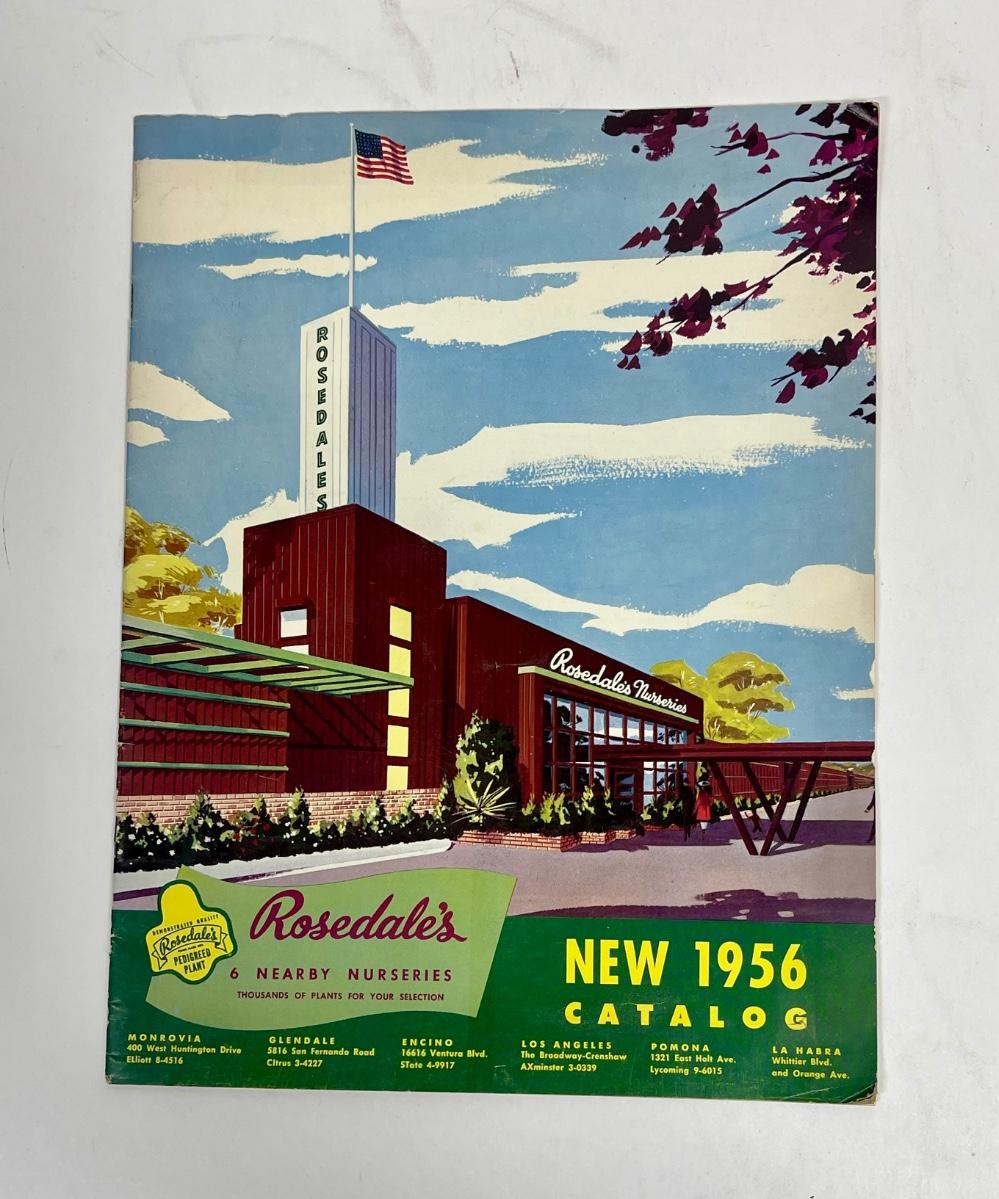 ROSEDALES
Rosedale's Nurseries
DEMONSTRATED QUALITY
Rosedale's
PEDIGREED
PLANT
Rosedale's
6 NEARBY NURSERIES
THOUSANDS OF PLANTS FOR YOUR SELECTION
NEW 1956
CATALOG
MONROVIA
400 West Huntington Drive
ELliott 8-4516
GLENDALE
5816 San Fernando Road
CItrus 3-4227
ENCINO
16616 Ventura Blvd.
STate 4-9917
LOS ANGELES
The Broadway-Crenshaw
AXminster 3-0339
POMONA
1321 East Holt Ave.
Lycoming 9-6015
LA HABRA
Whittier Blvd.
and Orange Ave.